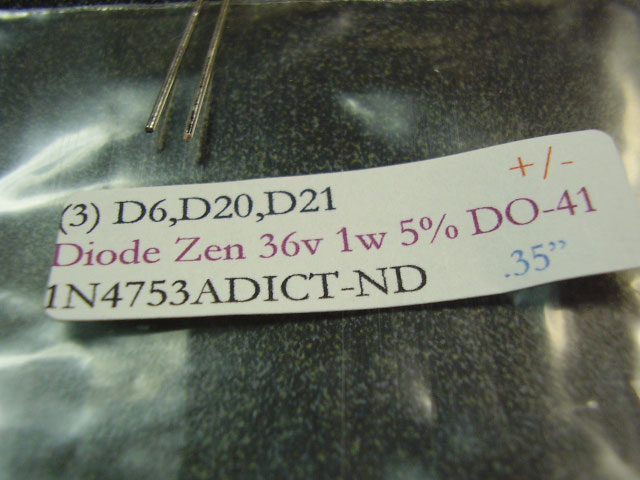 +/-
(3) D6,D20,D21
Diode Zen 36v 1w 5% DO-41
1N4753ADICT-ND .35”